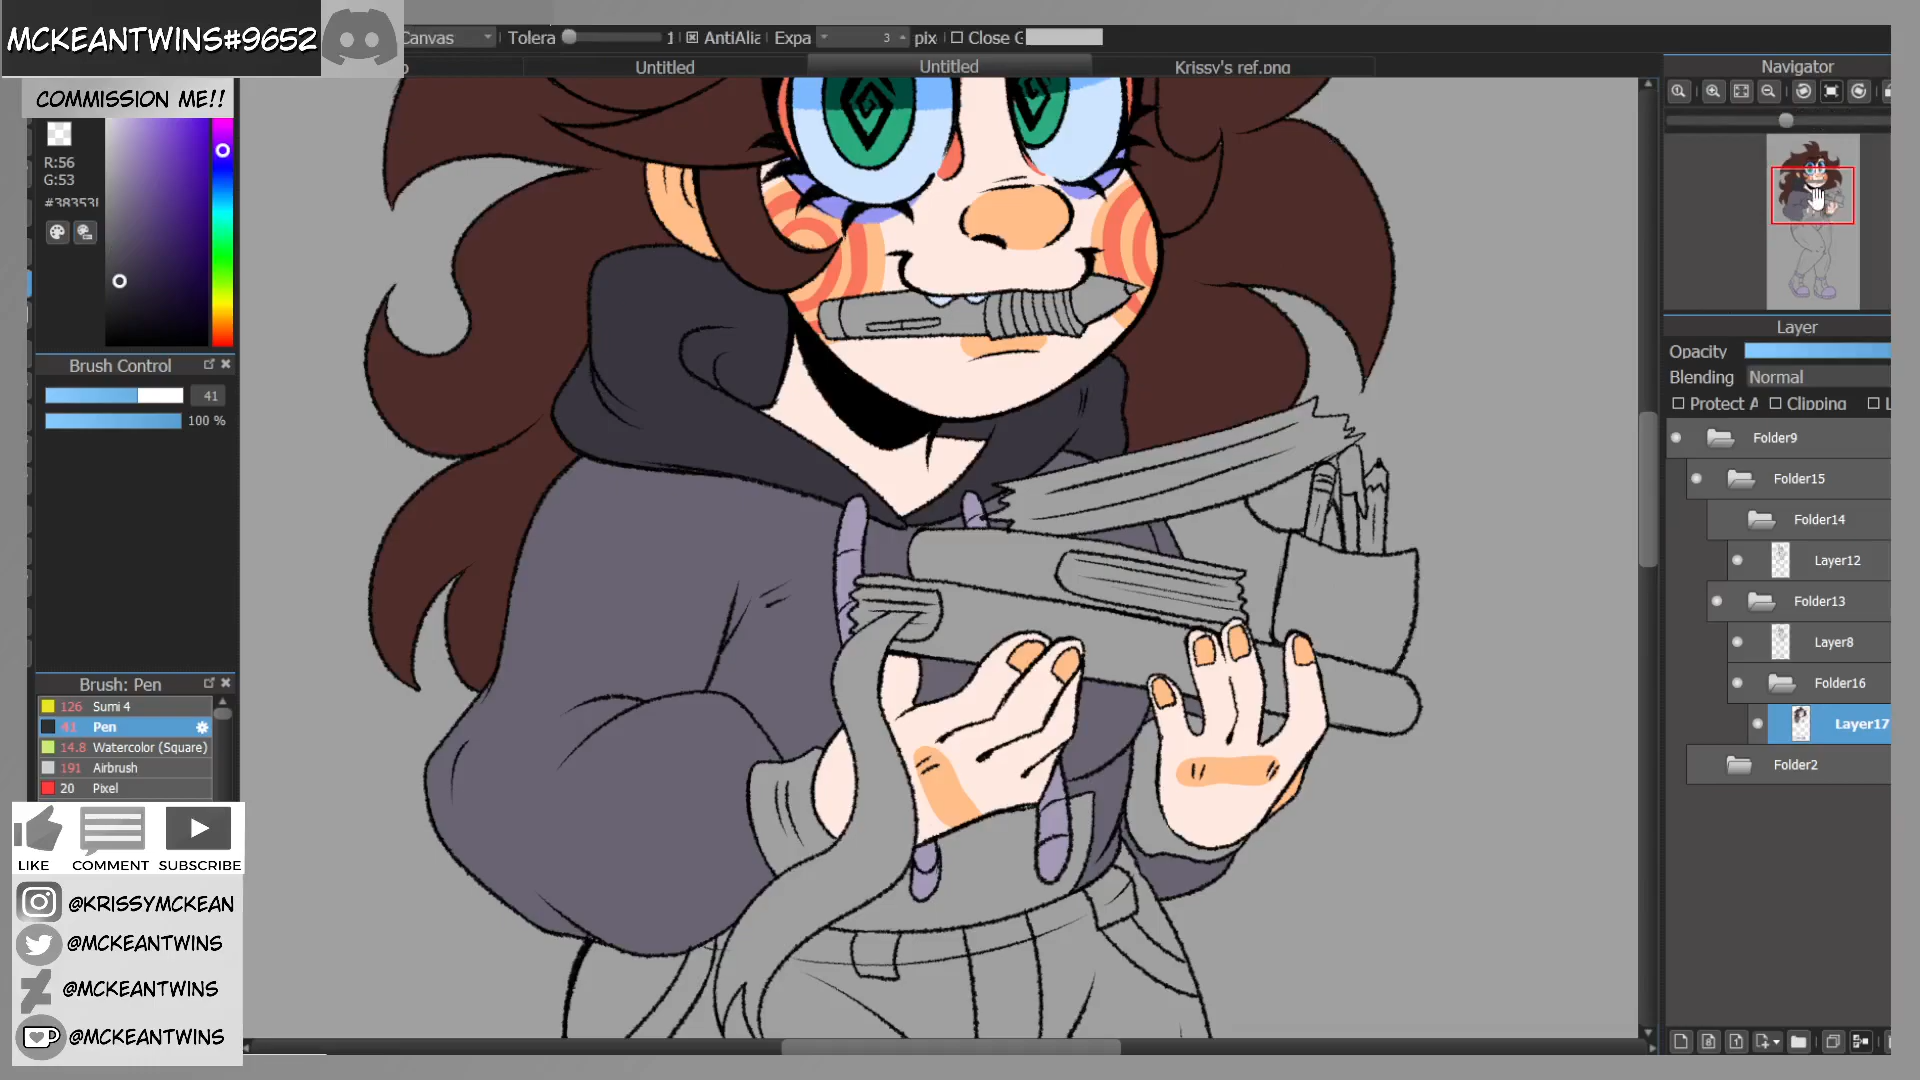 MCKEANTWINS#9652
COMMISSION ME!!
Canvas
Tolera
1
AntiAlia
Expa
3
pix
Close G
Untitled
Untitled
Krissy's ref.png
R:56
G:53
Brush Control
41
100 %
Brush: Pen
126 Sumi 4
41 Pen
14.8 Watercolor (Square)
191 Airbrush
20 Pixel
LIKE
COMMENT
SUBSCRIBE
@KRISSYMCKEAN
@MCKEANTWINS
@MCKEANTWINS
@MCKEANTWINS
Navigator
Layer
Opacity
Blending
Normal
Protect A
Clipping
L
Folder9
Folder15
Folder14
Layer12
Folder13
Layer8
Folder16
Layer17
Folder2